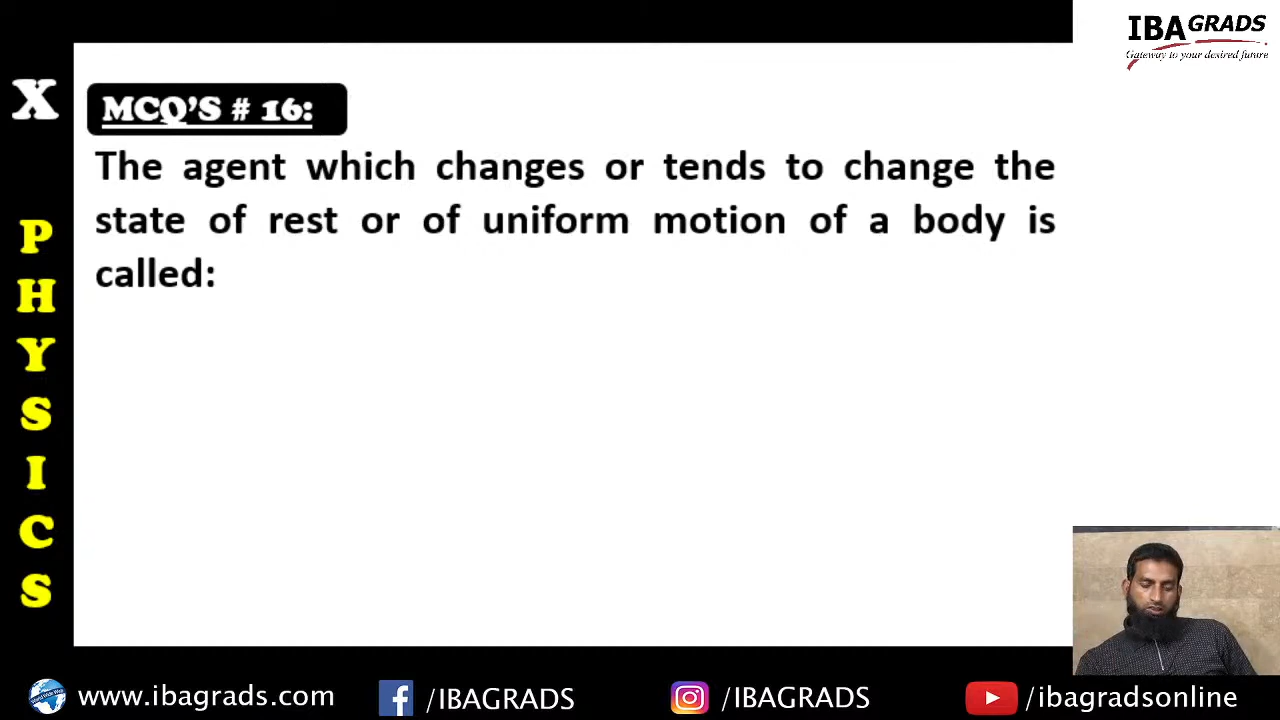 IBA GRADS
Gateway to your desired future
X
PHYSICS
MCQ'S # 16:
The agent which changes or tends to change the
state of rest or of uniform motion of a body is
called:
www.ibagrads.com
/IBAGRADS
/IBAGRADS
/ibagradsonline